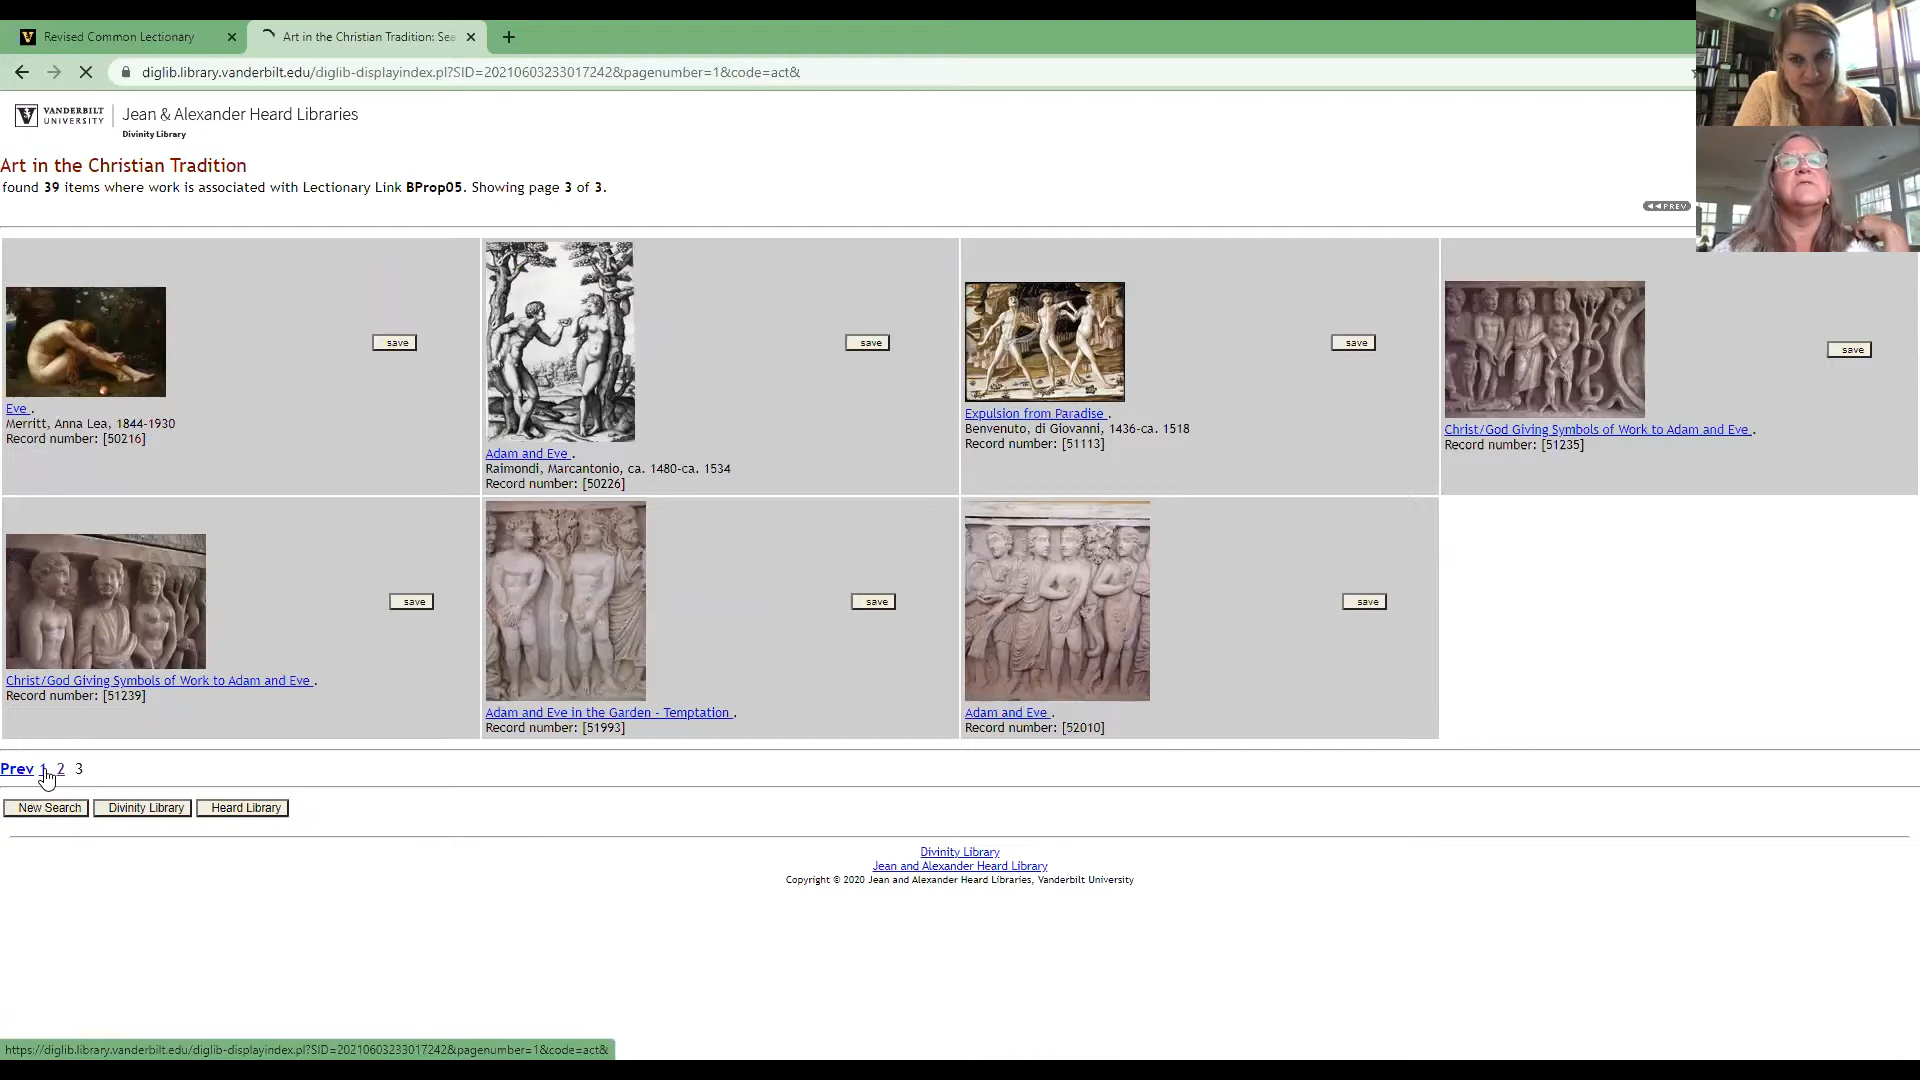 Revised Common Lectionary
Art in the Christian Tradition: Sea
diglib.library.vanderbilt.edu/diglib-displayindex.pl?SID=20210603233017242&pagenumber=1&code=act&
VANDERBILT
UNIVERSITY
Jean & Alexander Heard Libraries
Divinity Library
Art in the Christian Tradition
found 39 items where work is associated with Lectionary Link BProp05. Showing page 3 of 3.
PREV
save
save
save
save
Eve .
Merritt, Anna Lea, 1844-1930
Record number: [50216]
Adam and Eve .
Raimondi, Marcantonio, ca. 1480-ca. 1534
Record number: [50226]
Expulsion from Paradise .
Benvenuto, di Giovanni, 1436-ca. 1518
Record number: [51113]
Christ/God Giving Symbols of Work to Adam and Eve .
Record number: [51235]
save
save
save
Christ/God Giving Symbols of Work to Adam and Eve .
Record number: [51239]
Adam and Eve in the Garden - Temptation .
Record number: [51993]
Adam and Eve .
Record number: [52010]
Prev 1 2 3
New Search Divinity Library Heard Library
Divinity Library
Jean and Alexander Heard Library
Copyright © 2020 Jean and Alexander Heard Libraries, Vanderbilt University
https://diglib.library.vanderbilt.edu/diglib-displayindex.pl?SID=20210603233017242&pagenumber=1&code=act&